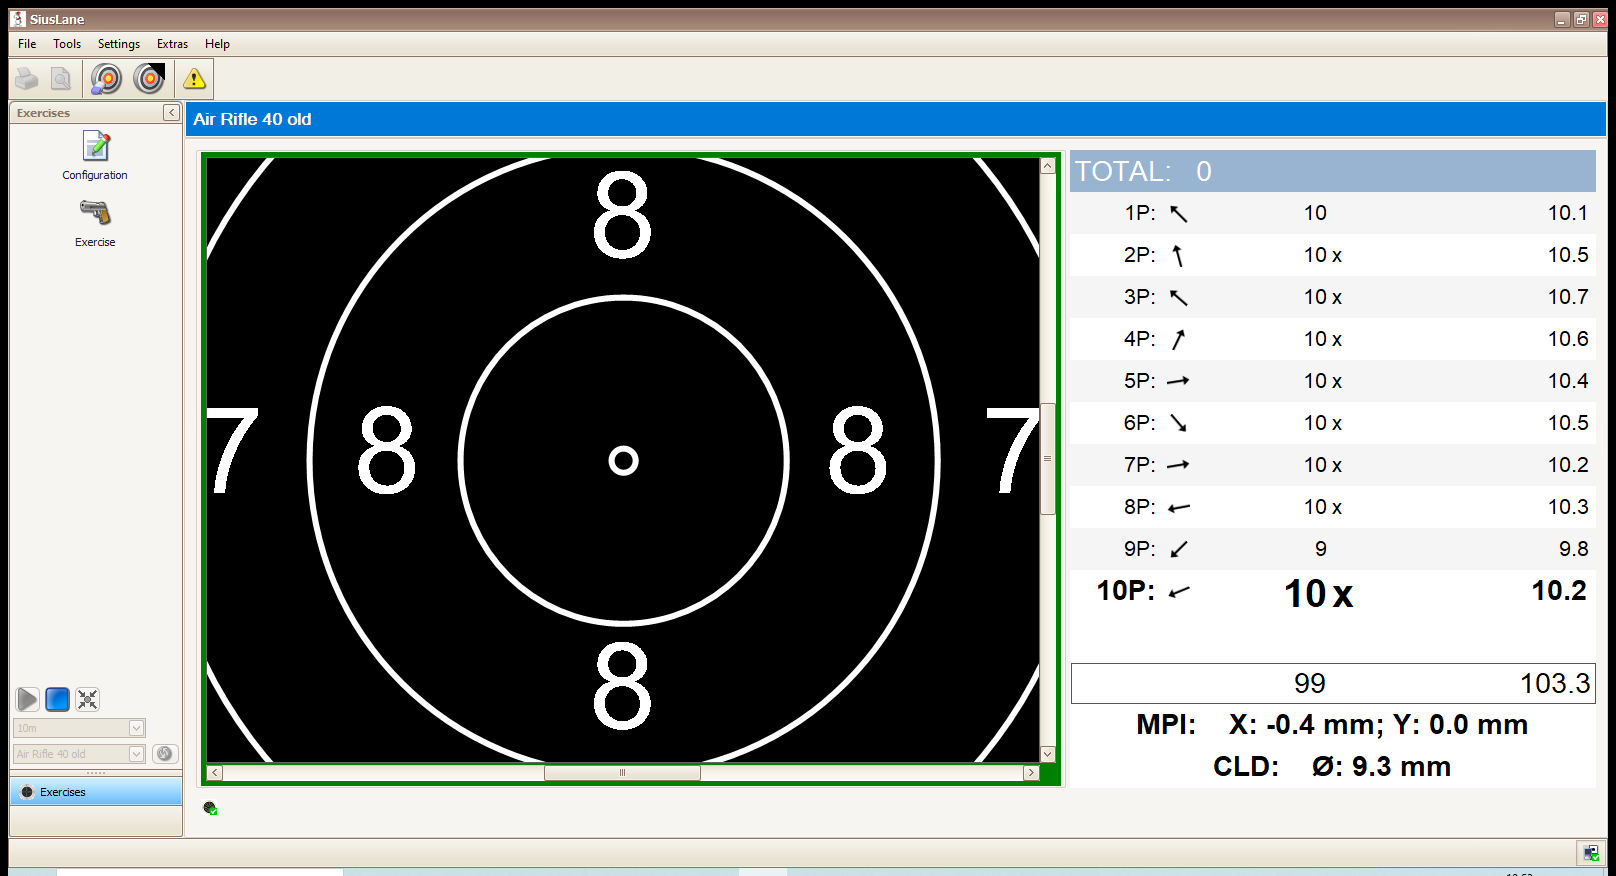 SiusLane
File Tools Settings Extras Help
Exercises
Configuration
Exercise
10m
Air Rifle 40 old
Exercises
Air Rifle 40 old
8
7 8 8 7
8
TOTAL: 0
1P: 10 10.1
2P: 10 x 10.5
3P: 10 x 10.7
4P: 10 x 10.6
5P: 10 x 10.4
6P: 10 x 10.5
7P: 10 x 10.2
8P: 10 x 10.3
9P: 9 9.8
10P: 10 x 10.2
99 103.3
MPI: X: -0.4 mm; Y: 0.0 mm
CLD: Ø: 9.3 mm